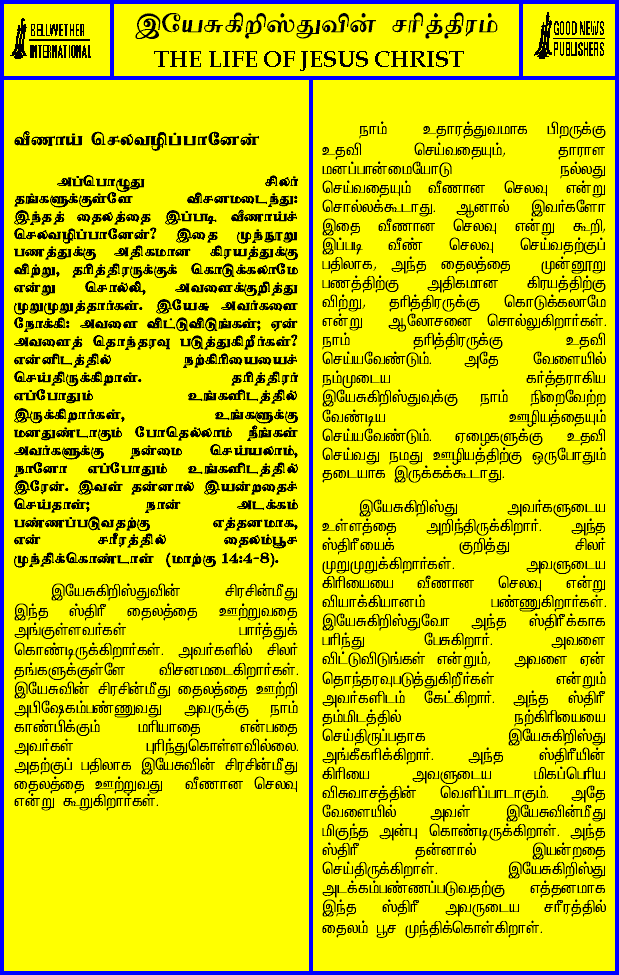 BELLWETHER
INTERNATIONAL
இயேசுகிறிஸ்துவின் சரித்திரம்
THE LIFE OF JESUS CHRIST
GOOD NEWS
PUBLISHERS
வீணாய் செலவழிப்பானேன்
அப்பொழுது சிலர்
தங்களுக்குள்ளே விசனமடைந்து:
இந்தத் தைலத்தை இப்படி வீணாய்ச்
செலவழிப்பானேன்? இதை முந்நூறு
பணத்துக்கு அதிகமான கிரயத்துக்கு
விற்று, தரித்திரருக்குக் கொடுக்கலாமே
என்று சொல்லி, அவளைக்குறித்து
முறுமுறுத்தார்கள். இயேசு அவர்களை
நோக்கி: அவளை விட்டுவிடுங்கள்; ஏன்
அவளைத் தொந்தரவு படுத்துகிறீர்கள்?
என்னிடத்தில் நற்கிரியையைச்
செய்திருக்கிறாள். தரித்திரர்
எப்போதும் உங்களிடத்தில்
இருக்கிறார்கள், உங்களுக்கு
மனதுண்டாகும் போதெல்லாம் நீங்கள்
அவர்களுக்கு நன்மை செய்யலாம்,
நானோ எப்போதும் உங்களிடத்தில்
இரேன். இவள் தன்னால் இயன்றதைச்
செய்தாள்; நான் அடக்கம்
பண்ணப்படுவதற்கு எத்தனமாக,
என் சரீரத்தில் தைலம்பூச
முந்திக்கொண்டாள் (மாற்கு 14:4-8).
இயேசுகிறிஸ்துவின் சிரசின்மீது
இந்த ஸ்திரீ தைலத்தை ஊற்றுவதை
அங்குள்ளவர்கள் பார்த்துக்
கொண்டிருக்கிறார்கள். அவர்களில் சிலர்
தங்களுக்குள்ளே விசனமடைகிறார்கள்.
இயேசுவின் சிரசின்மீது தைலத்தை ஊற்றி
அபிஷேகம்பண்ணுவது அவருக்கு நாம்
காண்பிக்கும் மரியாதை என்பதை
அவர்கள் புரிந்துகொள்ளவில்லை.
அதற்குப் பதிலாக இயேசுவின் சிரசின்மீது
தைலத்தை ஊற்றுவது வீணான செலவு
என்று கூறுகிறார்கள்.
நாம் உதாரத்துவமாக பிறருக்கு
உதவி செய்வதையும், தாராள
மனப்பான்மையோடு நல்லது
செய்வதையும் வீணான செலவு என்று
சொல்லக்கூடாது. ஆனால் இவர்களோ
இதை வீணான செலவு என்று கூறி,
இப்படி வீண் செலவு செய்வதற்குப்
பதிலாக, அந்த தைலத்தை முன்னூறு
பணத்திற்கு அதிகமான கிரயத்திற்கு
விற்று, தரித்திரருக்கு கொடுக்கலாமே
என்று ஆலோசனை சொல்லுகிறார்கள்.
நாம் தரித்திரருக்கு உதவி
செய்யவேண்டும். அதே வேளையில்
நம்முடைய கர்த்தராகிய
இயேசுகிறிஸ்துவுக்கு நாம் நிறைவேற்ற
வேண்டிய ஊழியத்தையும்
செய்யவேண்டும். ஏழைகளுக்கு உதவி
செய்வது நமது ஊழியத்திற்கு ஒருபோதும்
தடையாக இருக்கக்கூடாது.
இயேசுகிறிஸ்து அவர்களுடைய
உள்ளத்தை அறிந்திருக்கிறார். அந்த
ஸ்திரீயைக் குறித்து சிலர்
முறுமுறுக்கிறார்கள். அவளுடைய
கிரியையை வீணான செலவு என்று
வியாக்கியானம் பண்ணுகிறார்கள்.
இயேசுகிறிஸ்துவோ அந்த ஸ்திரீக்காக
பரிந்து பேசுகிறார். அவளை
விட்டுவிடுங்கள் என்றும், அவளை ஏன்
தொந்தரவுபடுத்துகிறீர்கள் என்றும்
அவர்களிடம் கேட்கிறார். அந்த ஸ்திரீ
தம்மிடத்தில் நற்கிரியையை
செய்திருப்பதாக இயேசுகிறிஸ்து
அங்கீகரிக்கிறார். அந்த ஸ்திரீயின்
கிரியை அவளுடைய மிகப்பெரிய
விசுவாசத்தின் வெளிப்பாடாகும். அதே
வேளையில் அவள் இயேசுவின்மீது
மிகுந்த அன்பு கொண்டிருக்கிறாள். அந்த
ஸ்திரீ தன்னால் இயன்றதை
செய்திருக்கிறாள். இயேசுகிறிஸ்து
அடக்கம்பண்ணப்படுவதற்கு எத்தனமாக
இந்த ஸ்திரீ அவருடைய சரீரத்தில்
தைலம் பூச முந்திக்கொள்கிறாள்.